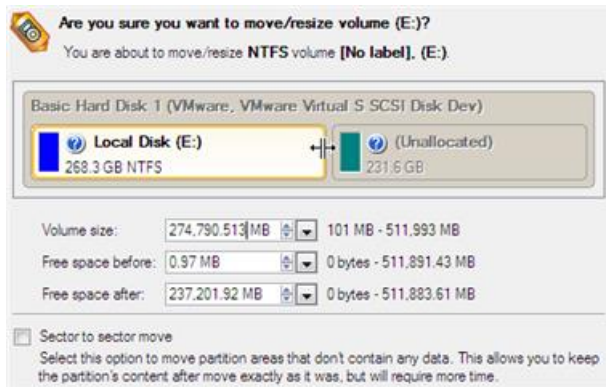 Are you sure you want to move/resize volume (E:)?
You are about to move/resize NTFS volume [No label], (E:).
Basic Hard Disk 1 (VMware, VMware Virtual S SCSI Disk Dev)
Local Disk (E:)
268.3 GB NTFS
(Unallocated)
231.6 GB
Volume size: 274,790.513 MB 101 MB - 511,993 MB
Free space before: 0.97 MB 0 bytes - 511,891.43 MB
Free space after: 237,201.92 MB 0 bytes - 511,883.61 MB
Sector to sector move
Select this option to move partition areas that don't contain any data. This allows you to keep
the partition's content after move exactly as it was, but will require more time.